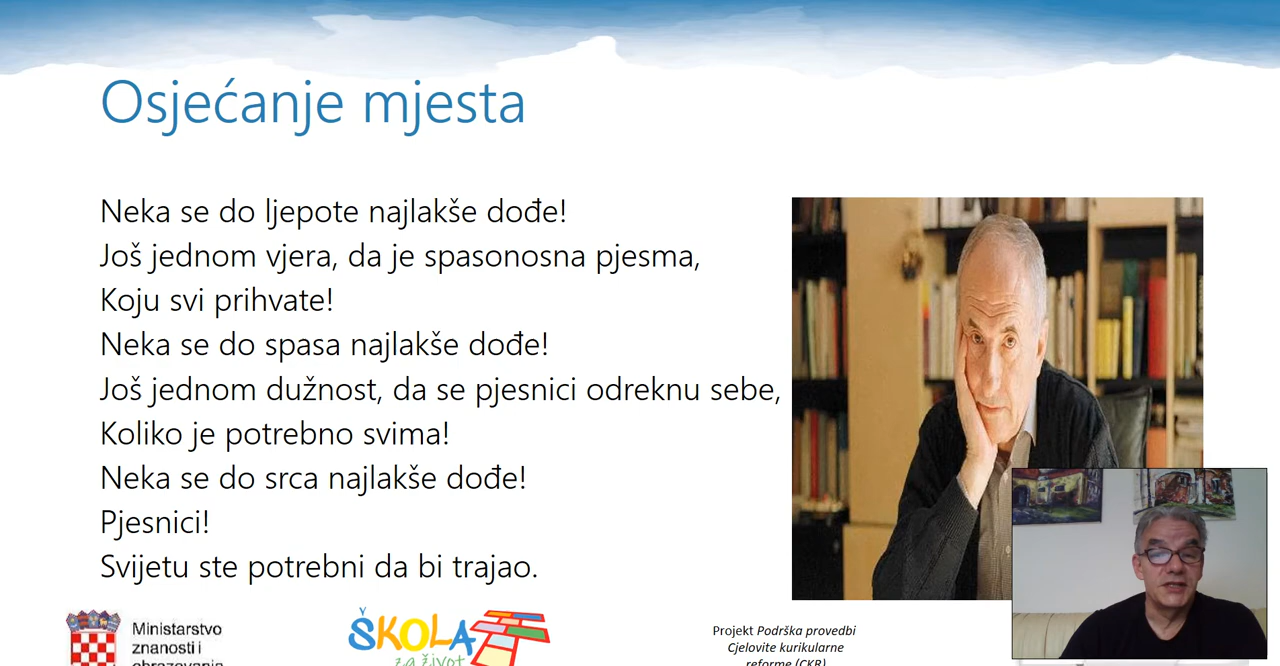 Osjećanje mjesta
Neka se do ljepote najlakše dođe!
Još jednom vjera, da je spasonosna pjesma,
Koju svi prihvate!
Neka se do spasa najlakše dođe!
Još jednom dužnost, da se pjesnici odreknu sebe,
Koliko je potrebno svima!
Neka se do srca najlakše dođe!
Pjesnici!
Svijetu ste potrebni da bi trajao.
Ministarstvo
znanosti i
obrazovanja
ŠKOLA
za život
Projekt Podrška provedbi
Cjelovite kurikularne
reforme (CKR)